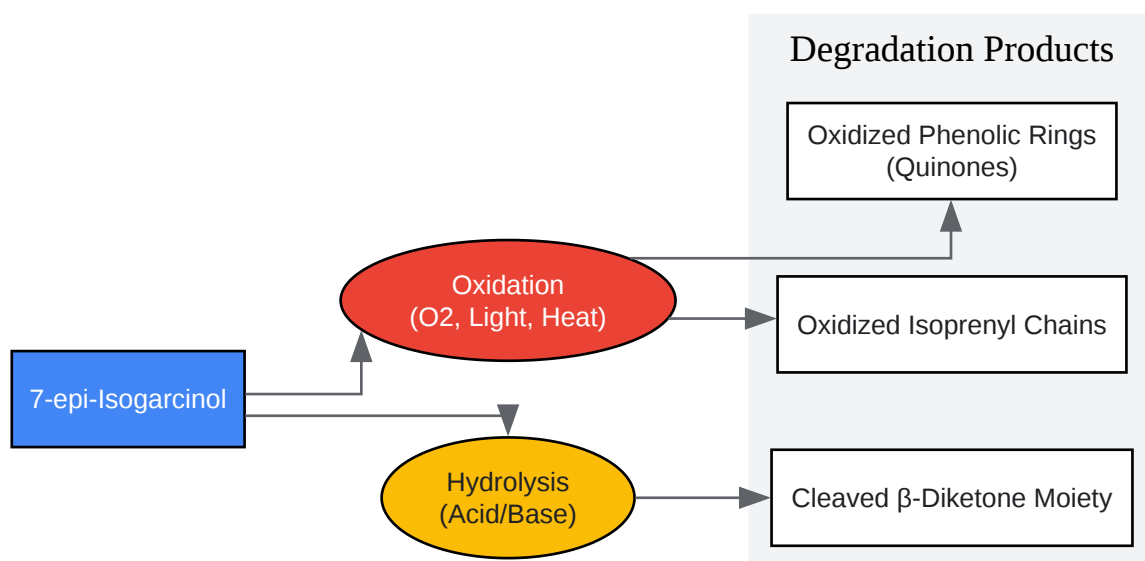 Degradation Products
Oxidized Phenolic Rings
(Quinones)
Oxidation
(O2, Light, Heat)
Oxidized Isoprenyl Chains
7-epi-Isogarcinol
Hydrolysis
(Acid/Base)
Cleaved β-Diketone Moiety